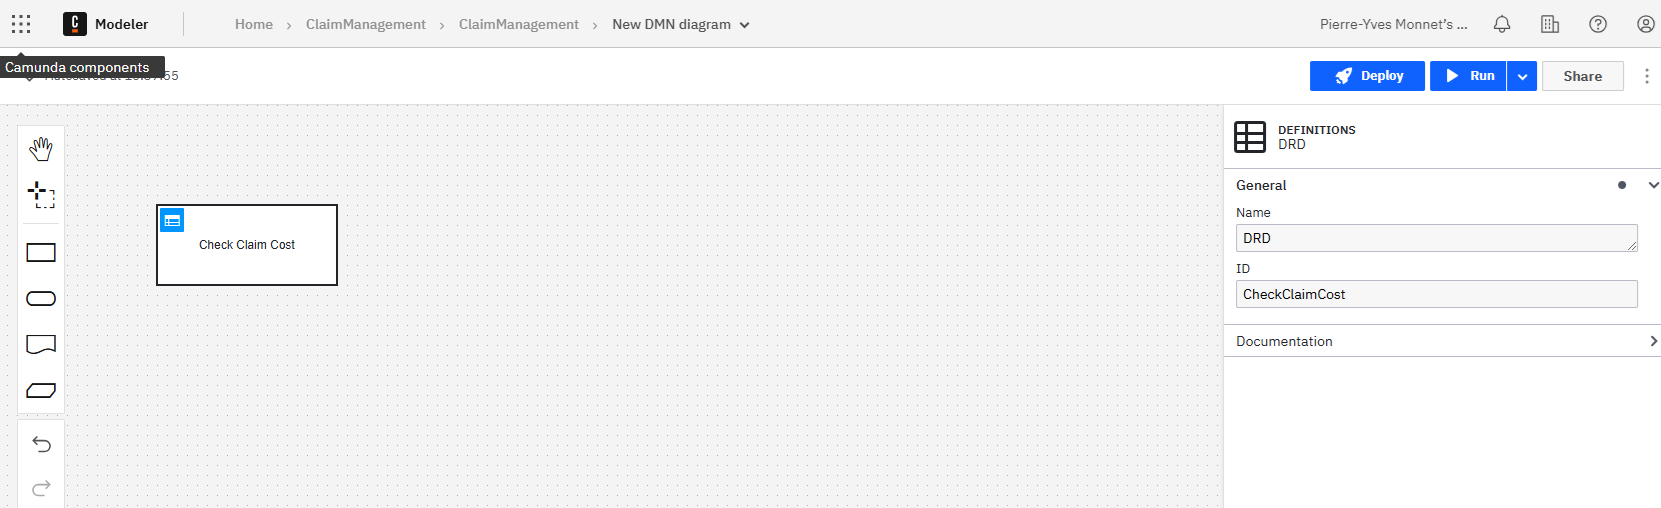 Modeler
Home > ClaimManagement > ClaimManagement > New DMN diagram
Pierre-Yves Monnet's ...
Camunda components
55
Deploy
Run
Share
DEFINITIONS
DRD
General
Name
DRD
ID
CheckClaimCost
Documentation
Check Claim Cost